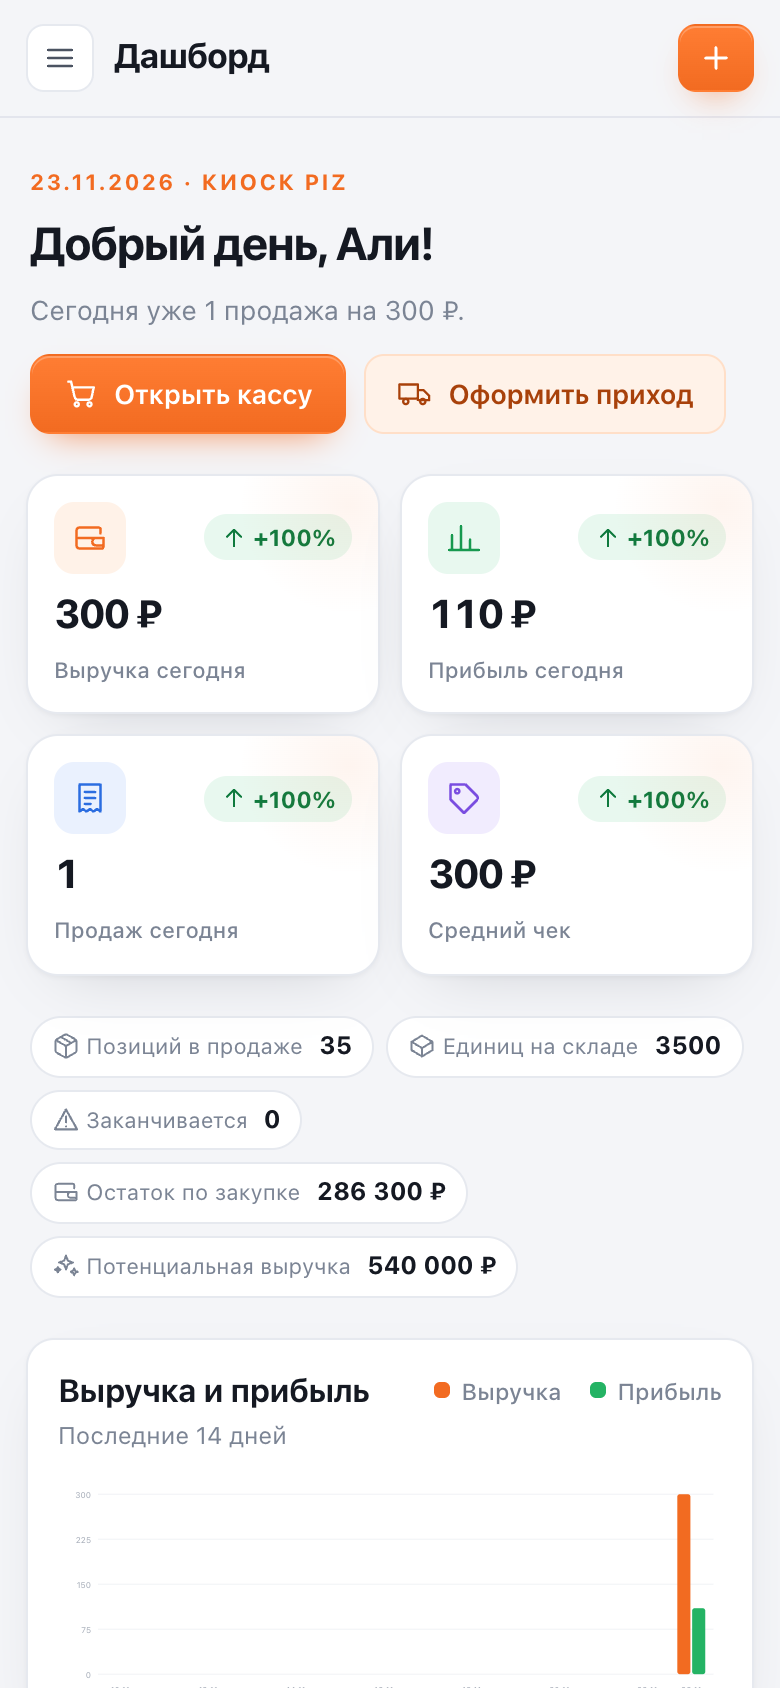 Дашборд
23.11.2026 · КИОСК PIZ
Добрый день, Али!
Сегодня уже 1 продажа на 300 ₽.
Открыть кассу
Оформить приход
+100%
300 ₽
Выручка сегодня
+100%
110 ₽
Прибыль сегодня
+100%
1
Продаж сегодня
+100%
300 ₽
Средний чек
Позиций в продаже 35
Единиц на складе 3500
Заканчивается 0
Остаток по закупке 286 300 ₽
Потенциальная выручка 540 000 ₽
Выручка и прибыль
Выручка
Прибыль
Последние 14 дней
300
225
150
75
0